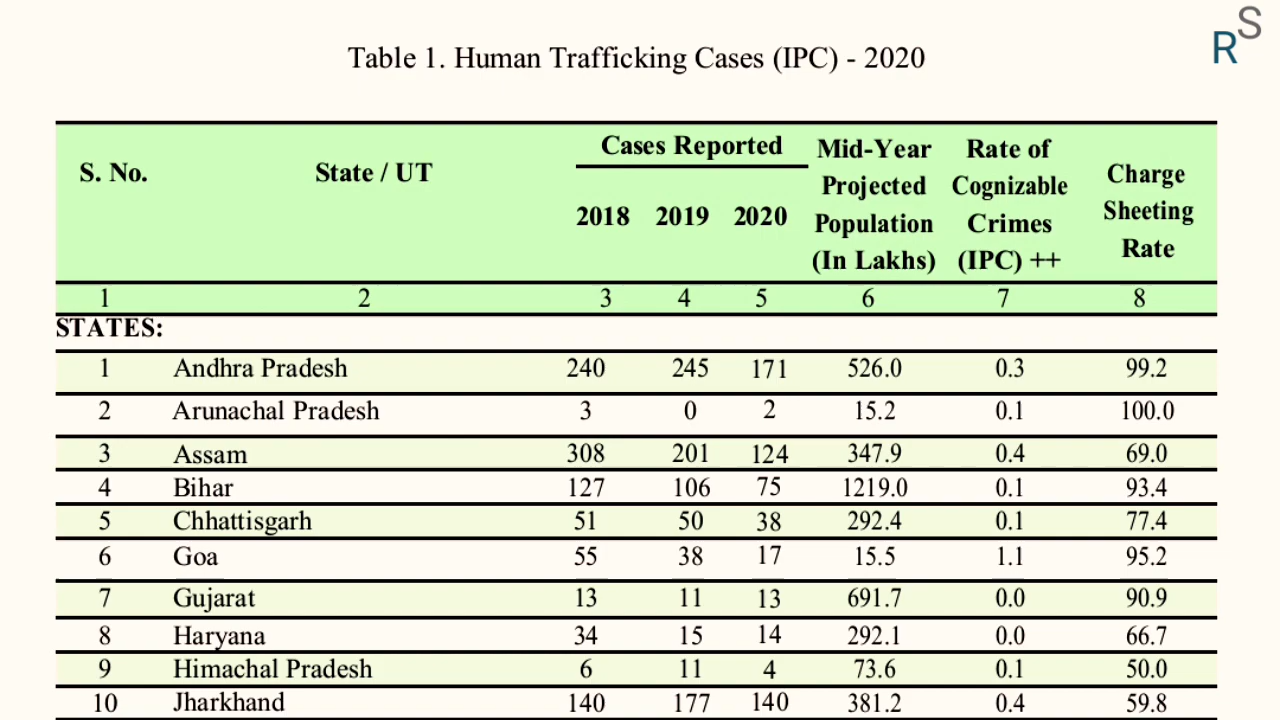 R S
Table 1. Human Trafficking Cases (IPC) - 2020
S. No. State / UT Cases Reported Mid-Year Projected Population (In Lakhs) Rate of Cognizable Crimes (IPC) ++ Charge Sheeting Rate
2018 2019 2020
1 2 3 4 5 6 7 8
STATES:
1 Andhra Pradesh 240 245 171 526.0 0.3 99.2
2 Arunachal Pradesh 3 0 2 15.2 0.1 100.0
3 Assam 308 201 124 347.9 0.4 69.0
4 Bihar 127 106 75 1219.0 0.1 93.4
5 Chhattisgarh 51 50 38 292.4 0.1 77.4
6 Goa 55 38 17 15.5 1.1 95.2
7 Gujarat 13 11 13 691.7 0.0 90.9
8 Haryana 34 15 14 292.1 0.0 66.7
9 Himachal Pradesh 6 11 4 73.6 0.1 50.0
10 Jharkhand 140 177 140 381.2 0.4 59.8